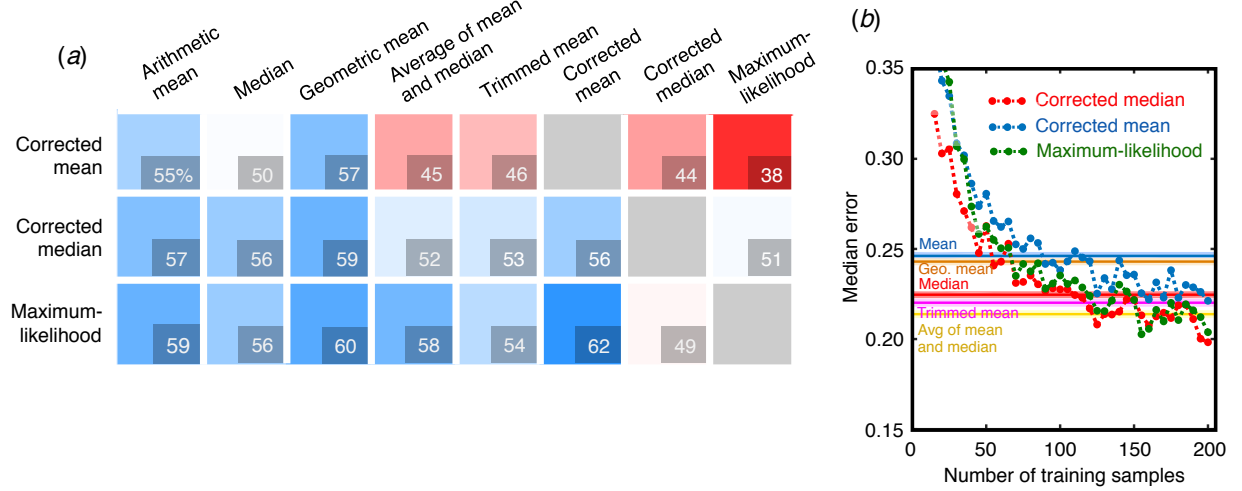 (a)
Arithmetic
mean
Median
Geometric mean
Average of mean
and median
Trimmed mean
Corrected
mean
Corrected
median
Maximum-
likelihood
Corrected
mean
55%
50
57
45
46
44
38
Corrected
median
57
56
59
52
53
56
51
Maximum-
likelihood
59
56
60
58
54
62
49
(b)
0.35
0.30
0.25
0.20
0.15
Median error
Corrected median
Corrected mean
Maximum-likelihood
Mean
Geo. mean
Median
Trimmed mean
Avg of mean
and median
0
50
100
150
200
Number of training samples